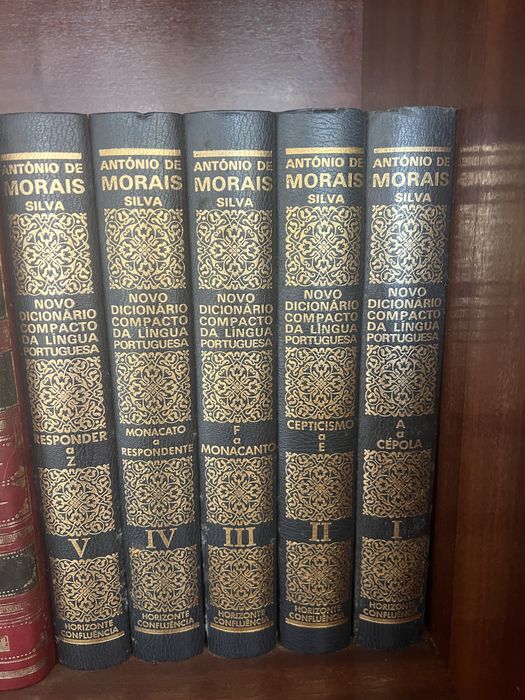 ANTÓNIO DE
MORAIS
SILVA
NOVO
DICIONÁRIO
COMPACTO
DA LÍNGUA
PORTUGUESA
RESPONDER
a
Z
V
HORIZONTE
CONFLUÊNCIA
ANTÓNIO DE
MORAIS
SILVA
NOVO
DICIONÁRIO
COMPACTO
DA LÍNGUA
PORTUGUESA
MONACATO
a
RESPONDENTE
IV
HORIZONTE
CONFLUÊNCIA
ANTÓNIO DE
MORAIS
SILVA
NOVO
DICIONÁRIO
COMPACTO
DA LÍNGUA
PORTUGUESA
F
a
MONACANTO
III
HORIZONTE
CONFLUÊNCIA
ANTÓNIO DE
MORAIS
SILVA
NOVO
DICIONÁRIO
COMPACTO
DA LÍNGUA
PORTUGUESA
CEPTICISMO
a
E
II
HORIZONTE
CONFLUÊNCIA
ANTÓNIO DE
MORAIS
SILVA
NOVO
DICIONÁRIO
COMPACTO
DA LÍNGUA
PORTUGUESA
A
a
CÉPOLA
I
HORIZONTE
CONFLUÊNCIA